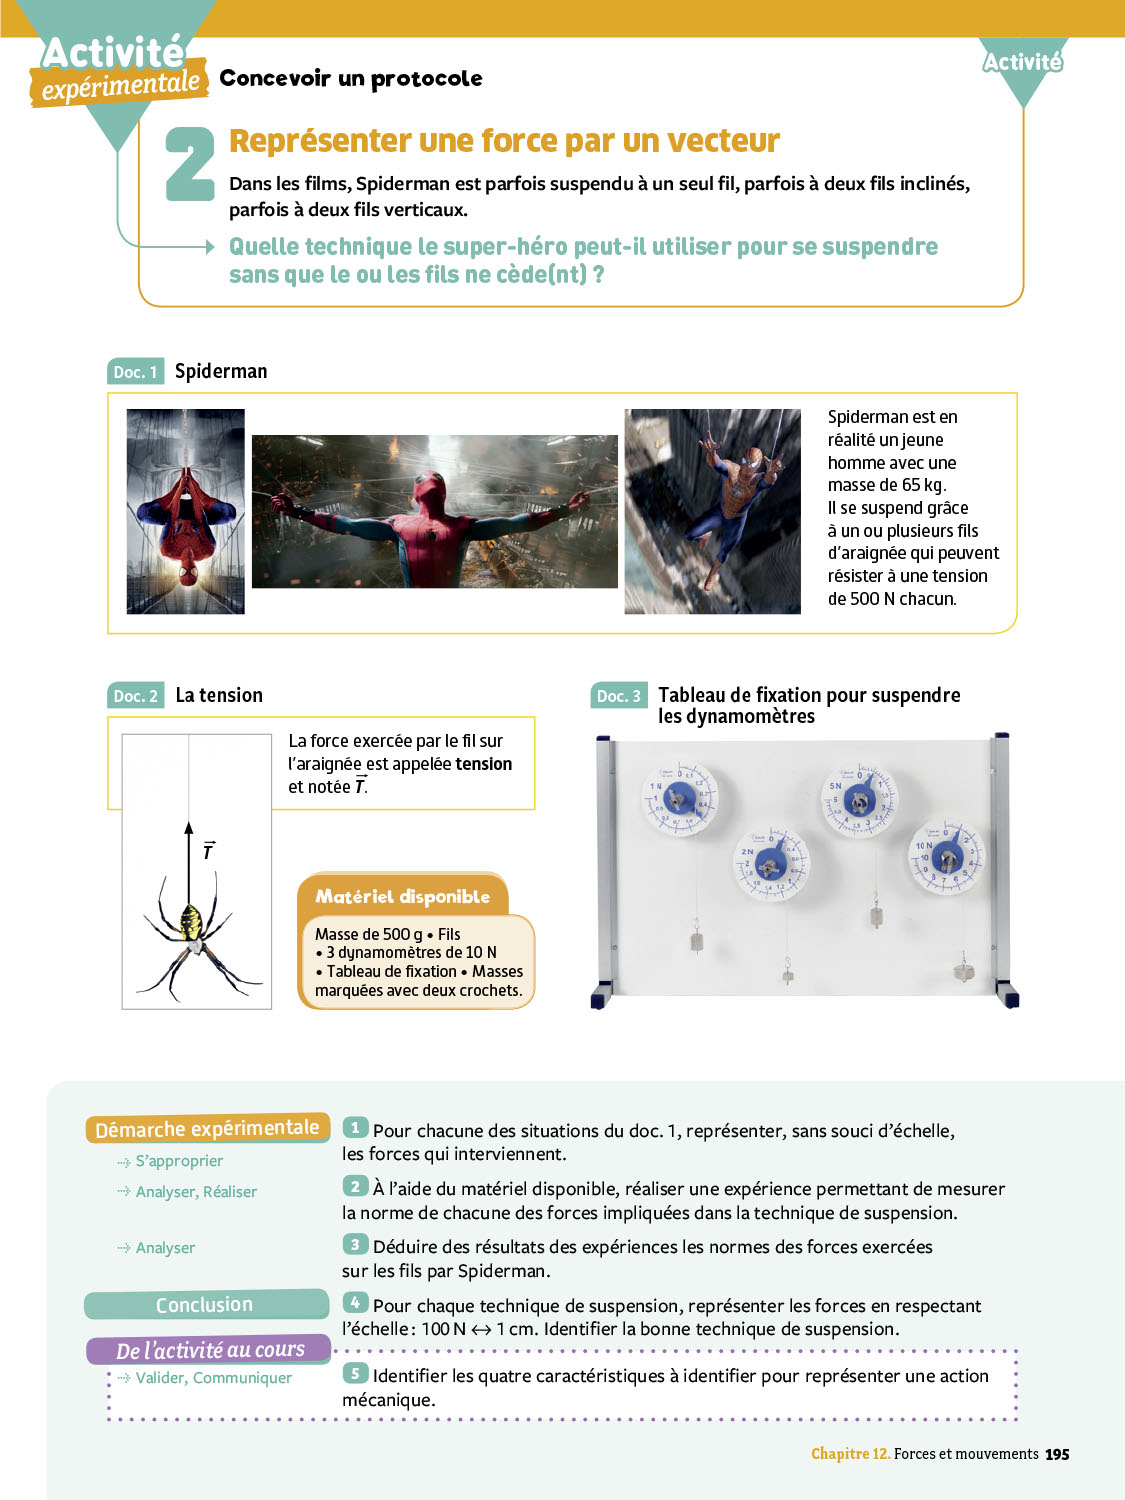 Activité
expérimentale
Concevoir un protocole
Activité
2
Représenter une force par un vecteur
Dans les films, Spiderman est parfois suspendu à un seul fil, parfois à deux fils inclinés,
parfois à deux fils verticaux.
Quelle technique le super-héro peut-il utiliser pour se suspendre
sans que le ou les fils ne cède(nt) ?
Doc. 1 Spiderman
Spiderman est en
réalité un jeune
homme avec une
masse de 65 kg.
Il se suspend grâce
à un ou plusieurs fils
d'araignée qui peuvent
résister à une tension
de 500 N chacun.
Doc. 2 La tension
La force exercée par le fil sur
l'araignée est appelée tension
et notée T⃗.
T⃗
Matériel disponible
Masse de 500 g • Fils
• 3 dynamomètres de 10 N
• Tableau de fixation • Masses
marquées avec deux crochets.
Doc. 3 Tableau de fixation pour suspendre
les dynamomètres
1 N
2 N
5 N
10 N
Démarche expérimentale
S'approprier
1 Pour chacune des situations du doc. 1, représenter, sans souci d'échelle,
les forces qui interviennent.
Analyser, Réaliser
2 À l'aide du matériel disponible, réaliser une expérience permettant de mesurer
la norme de chacune des forces impliquées dans la technique de suspension.
Analyser
3 Déduire des résultats des expériences les normes des forces exercées
sur les fils par Spiderman.
Conclusion
4 Pour chaque technique de suspension, représenter les forces en respectant
l'échelle : 100 N ↔ 1 cm. Identifier la bonne technique de suspension.
De l'activité au cours
Valider, Communiquer
5 Identifier les quatre caractéristiques à identifier pour représenter une action
mécanique.
Chapitre 12. Forces et mouvements 195